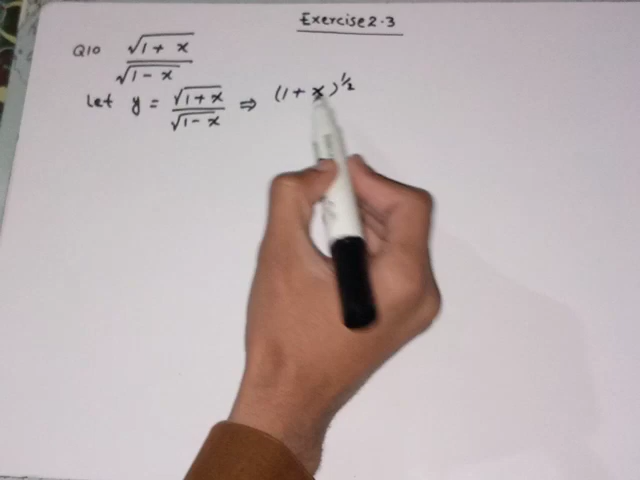 Exercise 2.3
Q10 √1 + x / √1 - x
Let y = √1+x / √1-x ⇒ (1 + x)^1/2